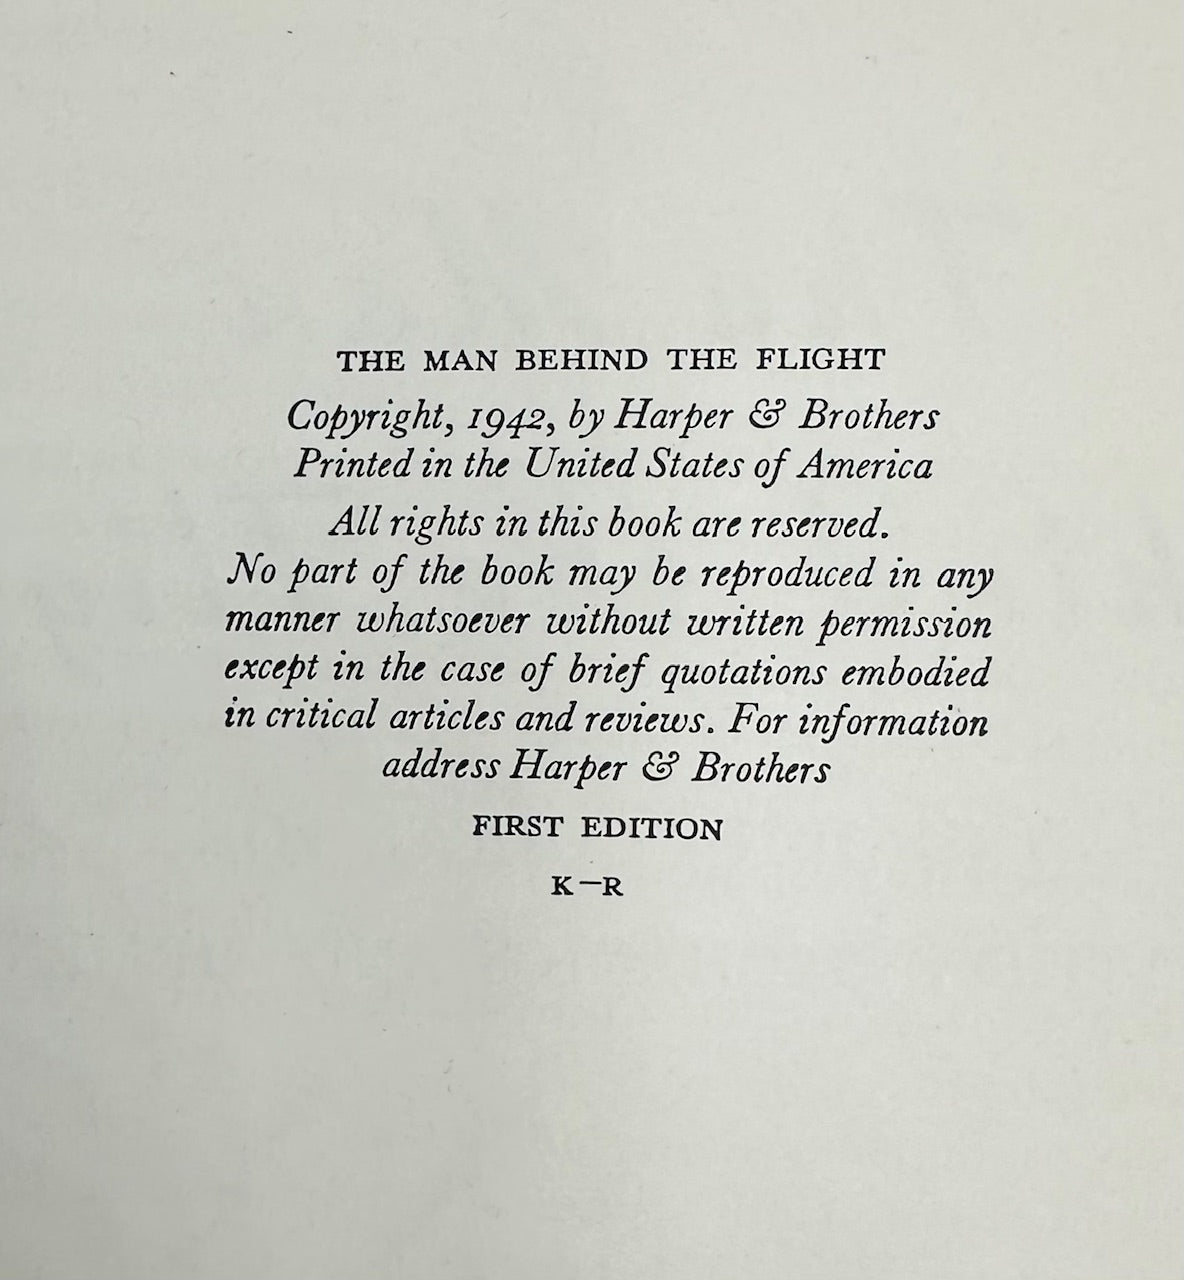 THE MAN BEHIND THE FLIGHT
Copyright, 1942, by Harper & Brothers
Printed in the United States of America
All rights in this book are reserved.
No part of the book may be reproduced in any
manner whatsoever without written permission
except in the case of brief quotations embodied
in critical articles and reviews. For information
address Harper & Brothers
FIRST EDITION
K—R